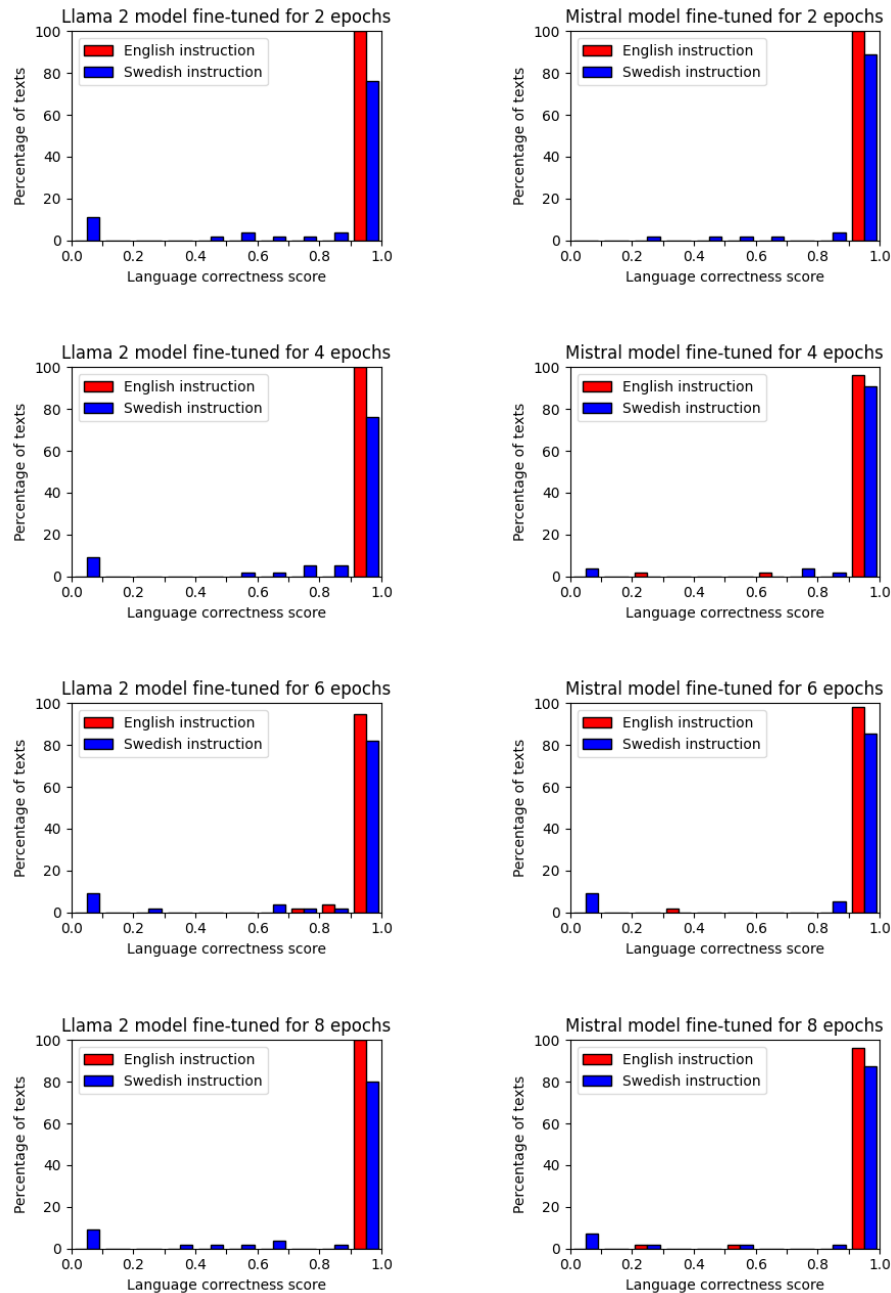 Llama 2 model fine-tuned for 2 epochs
100
80
60
40
20
0
Percentage of texts
English instruction
Swedish instruction
0.0
0.2
0.4
0.6
0.8
1.0
Language correctness score
Mistral model fine-tuned for 2 epochs
100
80
60
40
20
0
Percentage of texts
English instruction
Swedish instruction
0.0
0.2
0.4
0.6
0.8
1.0
Language correctness score
Llama 2 model fine-tuned for 4 epochs
100
80
60
40
20
0
Percentage of texts
English instruction
Swedish instruction
0.0
0.2
0.4
0.6
0.8
1.0
Language correctness score
Mistral model fine-tuned for 4 epochs
100
80
60
40
20
0
Percentage of texts
English instruction
Swedish instruction
0.0
0.2
0.4
0.6
0.8
1.0
Language correctness score
Llama 2 model fine-tuned for 6 epochs
100
80
60
40
20
0
Percentage of texts
English instruction
Swedish instruction
0.0
0.2
0.4
0.6
0.8
1.0
Language correctness score
Mistral model fine-tuned for 6 epochs
100
80
60
40
20
0
Percentage of texts
English instruction
Swedish instruction
0.0
0.2
0.4
0.6
0.8
1.0
Language correctness score
Llama 2 model fine-tuned for 8 epochs
100
80
60
40
20
0
Percentage of texts
English instruction
Swedish instruction
0.0
0.2
0.4
0.6
0.8
1.0
Language correctness score
Mistral model fine-tuned for 8 epochs
100
80
60
40
20
0
Percentage of texts
English instruction
Swedish instruction
0.0
0.2
0.4
0.6
0.8
1.0
Language correctness score